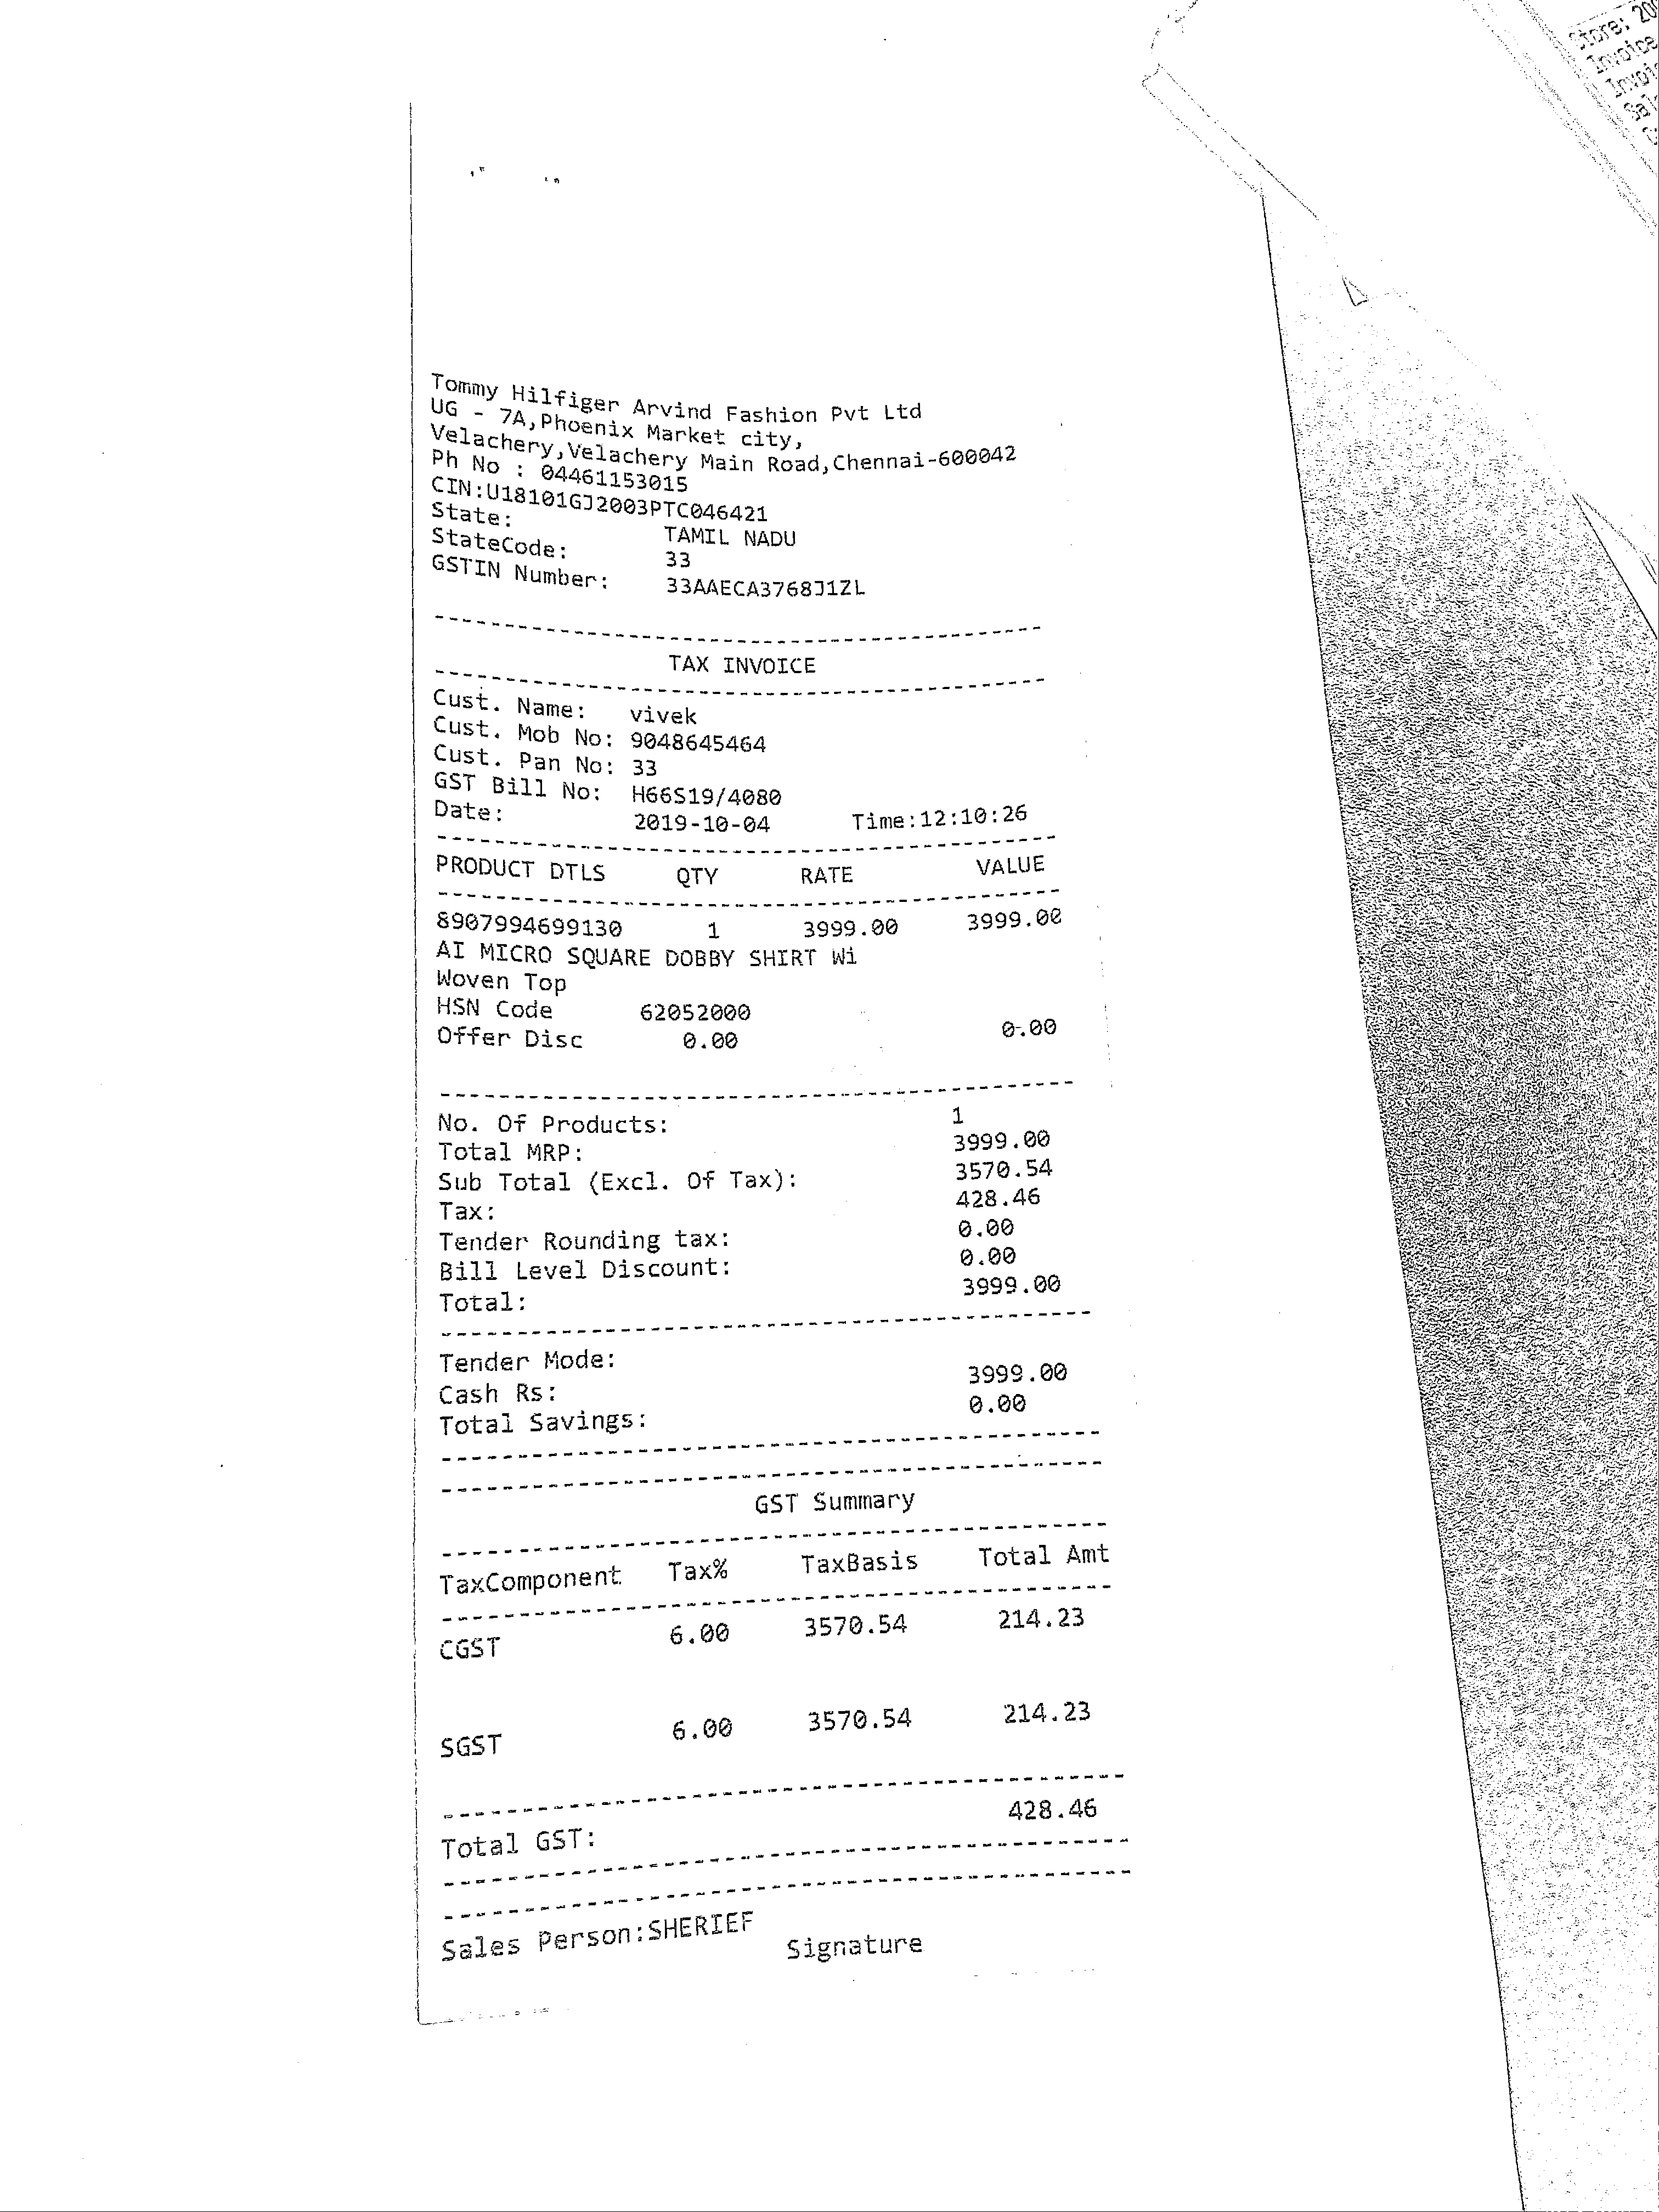 Store: 20
Invoice
Invoi
Sal
Tommy Hilfiger Arvind Fashion Pvt Ltd
UG - 7A,Phoenix Market city,
Velachery,Velachery Main Road,Chennai-600042
Ph No : 04461153015
CIN:U18101GJ2003PTC046421
State: TAMIL NADU
StateCode: 33
GSTIN Number: 33AAECA3768J1ZL
TAX INVOICE
Cust. Name: vivek
Cust. Mob No: 9048645464
Cust. Pan No: 33
GST Bill No: H66S19/4080
Date: 2019-10-04 Time:12:10:26
PRODUCT DTLS QTY RATE VALUE
8907994699130 1 3999.00 3999.00
AI MICRO SQUARE DOBBY SHIRT Wi
Woven Top
HSN Code 62052000
Offer Disc 0.00 0.00
No. Of Products: 1
Total MRP: 3999.00
Sub Total (Excl. Of Tax): 3570.54
Tax: 428.46
Tender Rounding tax: 0.00
Bill Level Discount: 0.00
Total: 3999.00
Tender Mode:
Cash Rs: 3999.00
Total Savings: 0.00
GST Summary
TaxComponent Tax% TaxBasis Total Amt
CGST 6.00 3570.54 214.23
SGST 6.00 3570.54 214.23
Total GST: 428.46
Sales Person:SHERIEF
Signature